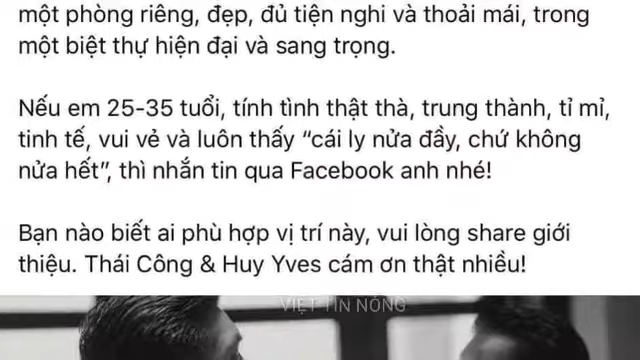 một phòng riêng, đẹp, đủ tiện nghi và thoải mái, trong
một biệt thự hiện đại và sang trọng.
Nếu em 25-35 tuổi, tính tình thật thà, trung thành, tỉ mỉ,
tinh tế, vui vẻ và luôn thấy “cái ly nửa đầy, chứ không
nửa hết”, thì nhắn tin qua Facebook anh nhé!
Bạn nào biết ai phù hợp vị trí này, vui lòng share giới
thiệu. Thái Công & Huy Yves cám ơn thật nhiều!
VIỆT TIN NÓNG